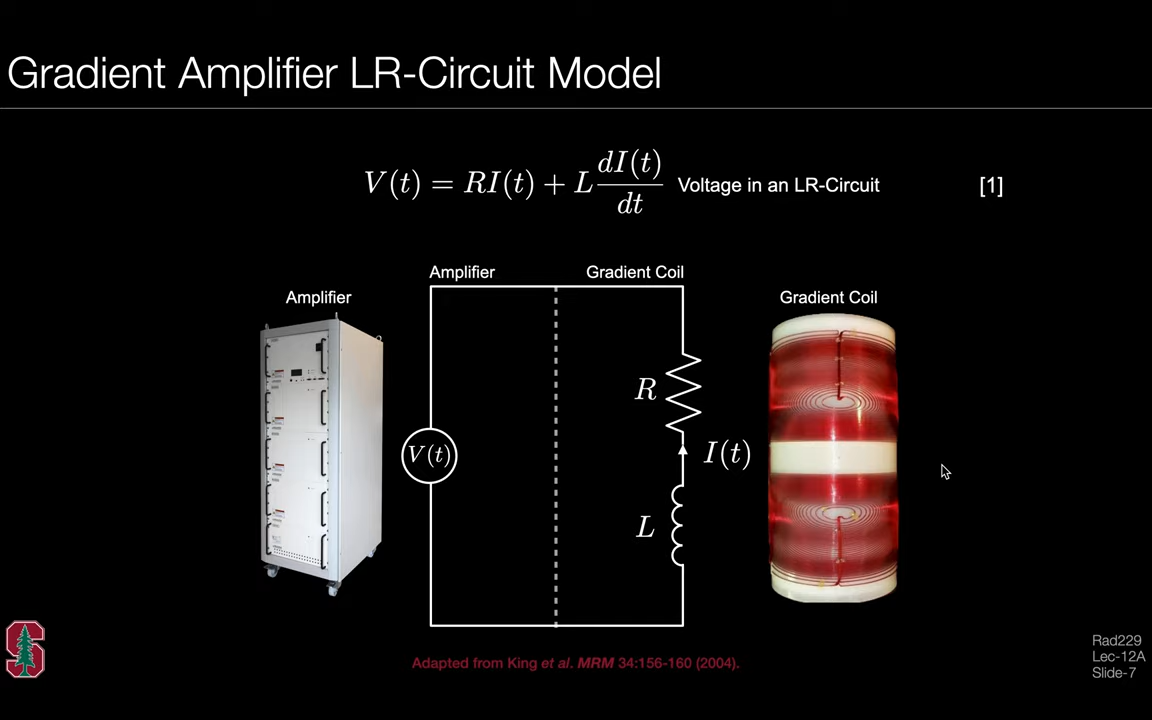 Gradient Amplifier LR-Circuit Model
V(t) = RI(t) + L dI(t)/dt Voltage in an LR-Circuit [1]
Amplifier Gradient Coil
Amplifier
Gradient Coil
R
V(t)
I(t)
L
Adapted from King et al. MRM 34:156-160 (2004).
Rad229
Lec-12A
Slide-7
S